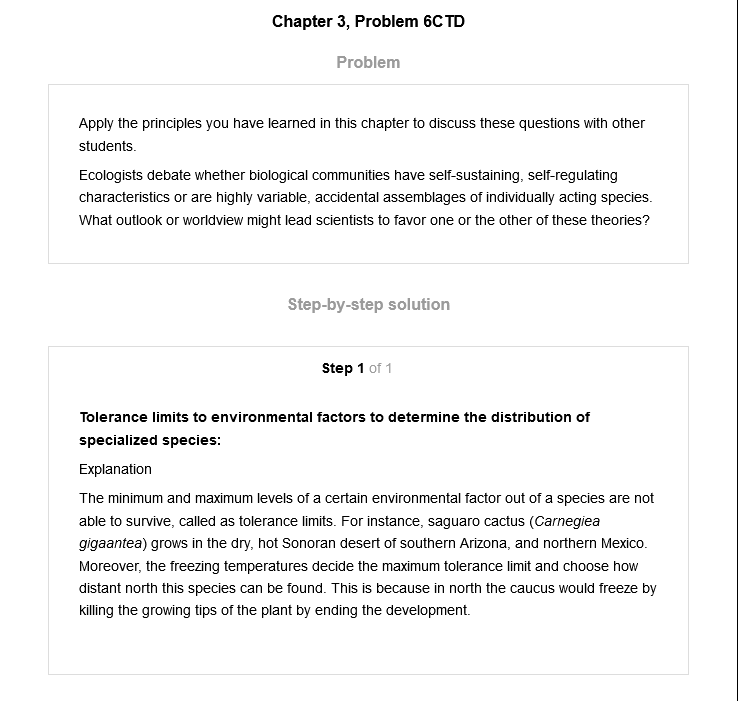 Chapter 3, Problem 6CTD
Problem
Apply the principles you have learned in this chapter to discuss these questions with other
students.
Ecologists debate whether biological communities have self-sustaining, self-regulating
characteristics or are highly variable, accidental assemblages of individually acting species.
What outlook or worldview might lead scientists to favor one or the other of these theories?
Step-by-step solution
Step 1 of 1
Tolerance limits to environmental factors to determine the distribution of
specialized species:
Explanation
The minimum and maximum levels of a certain environmental factor out of a species are not
able to survive, called as tolerance limits. For instance, saguaro cactus (Carnegiea
gigaantea) grows in the dry, hot Sonoran desert of southern Arizona, and northern Mexico.
Moreover, the freezing temperatures decide the maximum tolerance limit and choose how
distant north this species can be found. This is because in north the caucus would freeze by
killing the growing tips of the plant by ending the development.